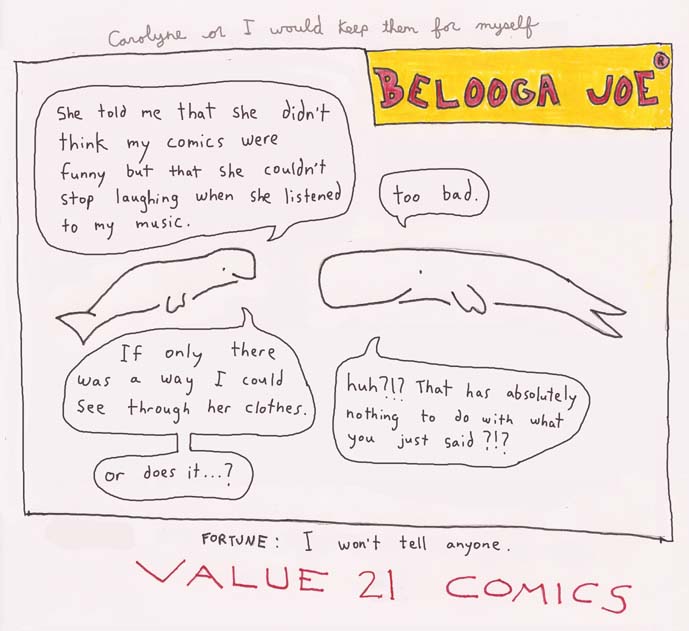 Carolyne or I would keep them for myself
BELOOGA JOE ®
She told me that she didn't
think my comics were
funny but that she couldn't
stop laughing when she listened
to my music.
too bad.
If only there
was a way I could
see through her clothes.
or does it...?
huh?!? That has absolutely
nothing to do with what
you just said ?!?
FORTUNE: I won't tell anyone.
VALUE 21 COMICS